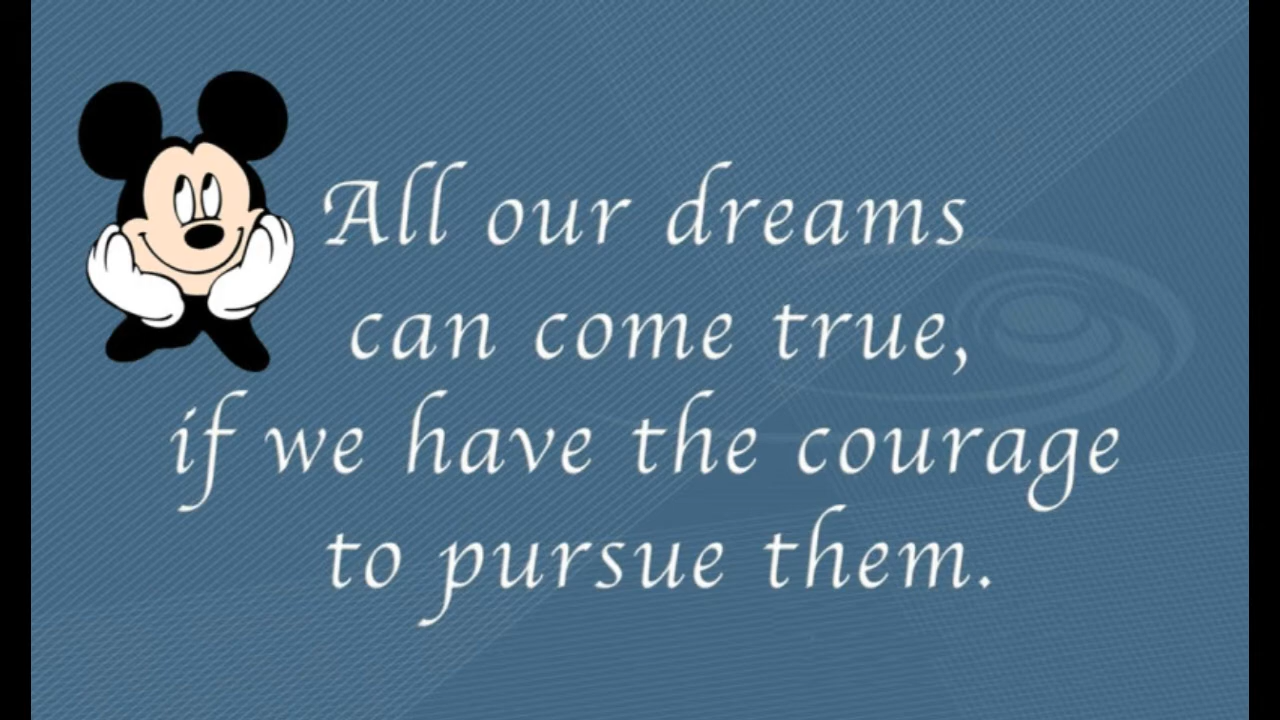 All our dreams
can come true,
if we have the courage
to pursue them.